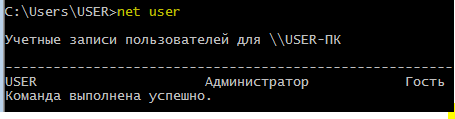 C:\Users\USER>net user
Учетные записи пользователей для \\USER-ПК
-------------------------------------------------------------------------------
USER Администратор Гость
Команда выполнена успешно.